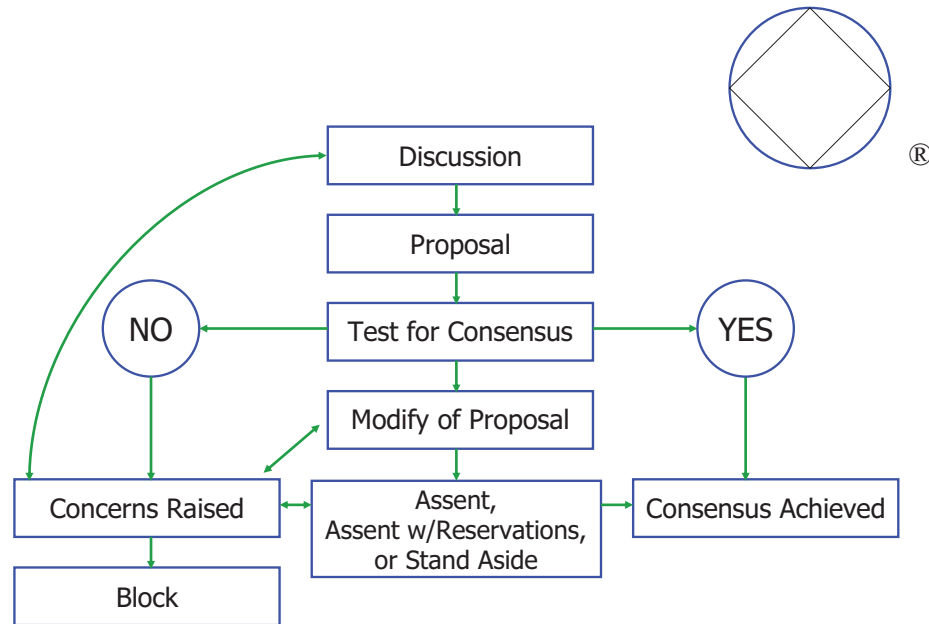 ®
Discussion
Proposal
NO
Test for Consensus
YES
Modify of Proposal
Concerns Raised
Assent,
Assent w/Reservations,
or Stand Aside
Consensus Achieved
Block